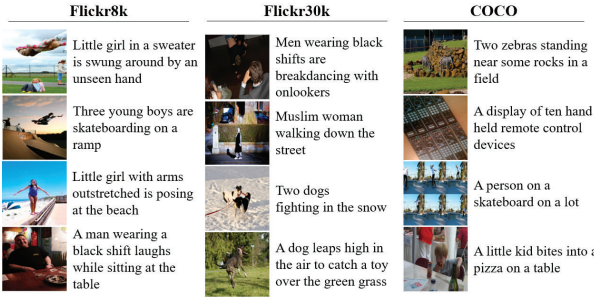 Flickr8k
Little girl in a sweater
is swung around by an
unseen hand
Three young boys are
skateboarding on a
ramp
Little girl with arms
outstretched is posing
at the beach
A man wearing a
black shift laughs
while sitting at the
table
Flickr30k
Men wearing black
shifts are
breakdancing with
onlookers
Muslim woman
walking down the
street
Two dogs
fighting in the snow
A dog leaps high in
the air to catch a toy
over the green grass
COCO
Two zebras standing
near some rocks in a
field
A display of ten hand
held remote control
devices
A person on a
skateboard on a lot
A little kid bites into a
pizza on a table